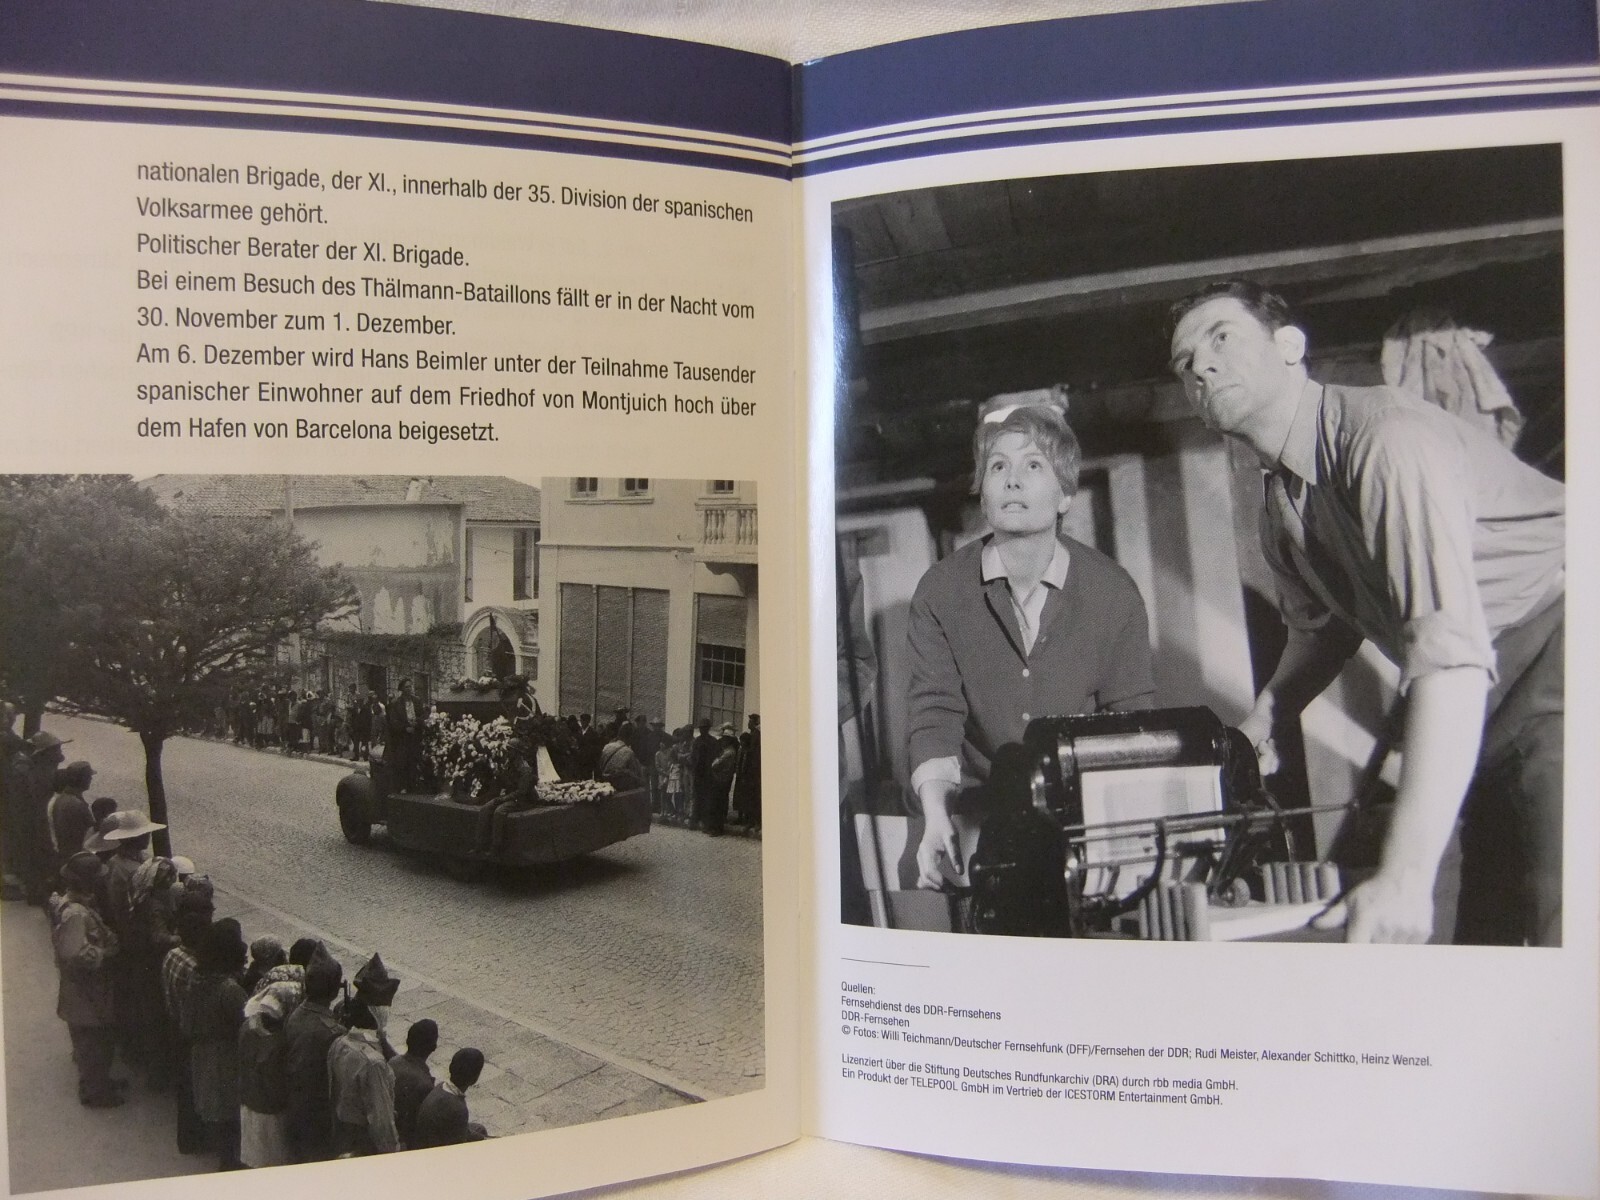 nationalen Brigade, der XI., innerhalb der 35. Division der spanischen
Volksarmee gehört.
Politischer Berater der XI. Brigade.
Bei einem Besuch des Thälmann-Bataillons fällt er in der Nacht vom
30. November zum 1. Dezember.
Am 6. Dezember wird Hans Beimler unter der Teilnahme Tausender
spanischer Einwohner auf dem Friedhof von Montjuich hoch über
dem Hafen von Barcelona beigesetzt.
Quellen:
Fernsehdienst des DDR-Fernsehens
DDR-Fernsehen
© Fotos: Willi Teichmann/Deutscher Fernsehfunk (DFF)/Fernsehen der DDR; Rudi Meister, Alexander Schittko, Heinz Wenzel.
Lizenziert über die Stiftung Deutsches Rundfunkarchiv (DRA) durch rbb media GmbH.
Ein Produkt der TELEPOOL GmbH im Vertrieb der ICESTORM Entertainment GmbH.